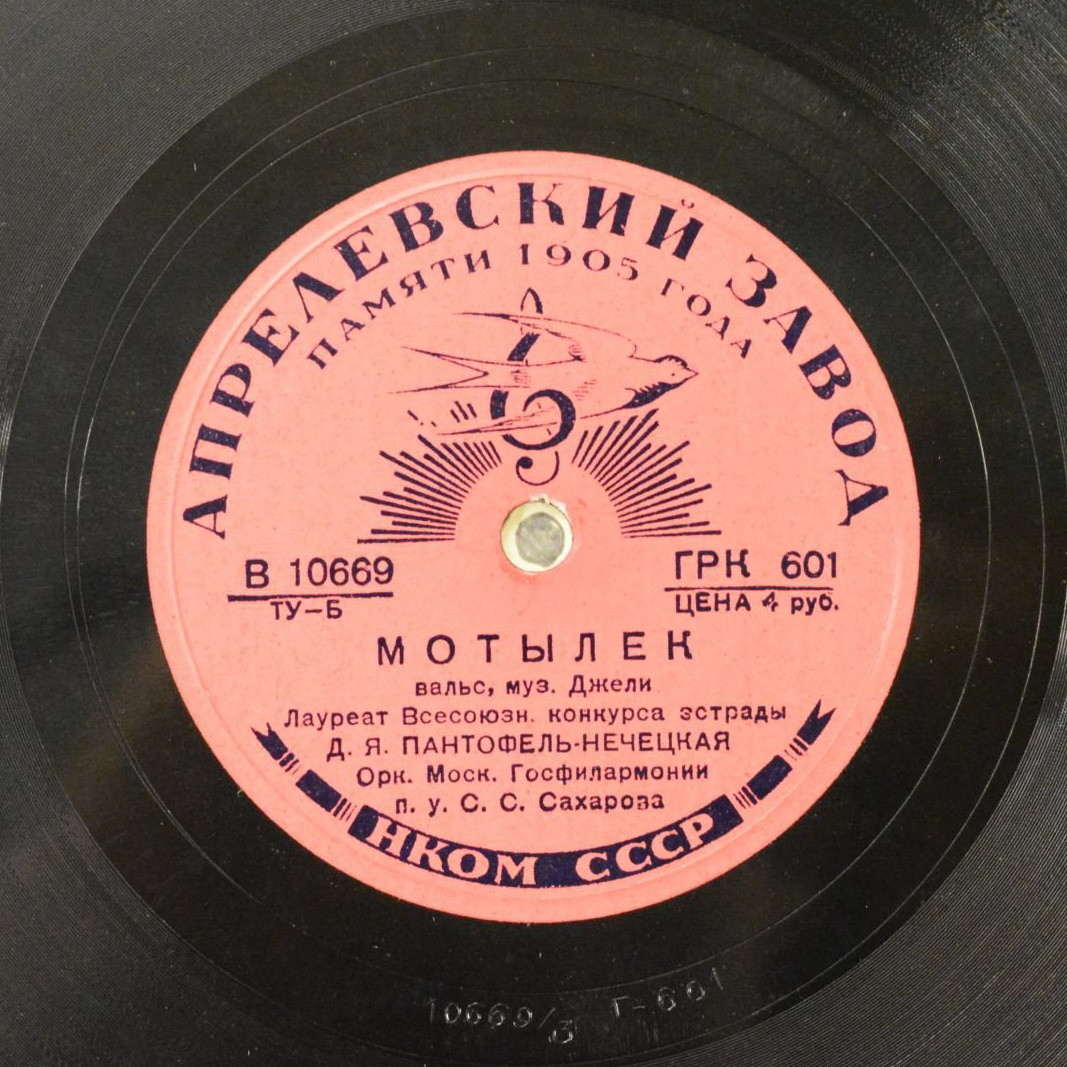 АПРЕЛЕВСКИЙ ЗАВОД
ПАМЯТИ 1905 ГОДА
В 10669
ТУ-Б
ГРК 601
ЦЕНА 4 руб.
МОТЫЛЕК
вальс, муз. Джели
Лауреат Всесоюзн. конкурса эстрады
Д. Я. ПАНТОФЕЛЬ-НЕЧЕЦКАЯ
Орк. Моск. Госфилармонии
п. у. С. С. Сахарова
НКОМ СССР
10669/3 Г-601